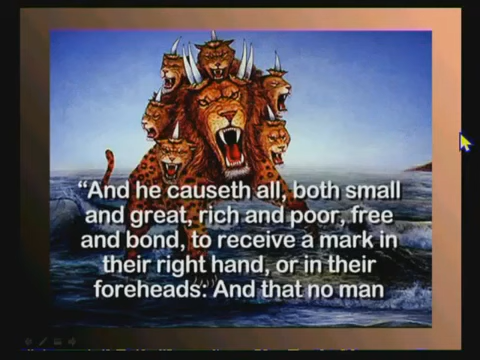 “And he causeth all, both small
and great, rich and poor, free
and bond, to receive a mark in
their right hand, or in their
foreheads: And that no man